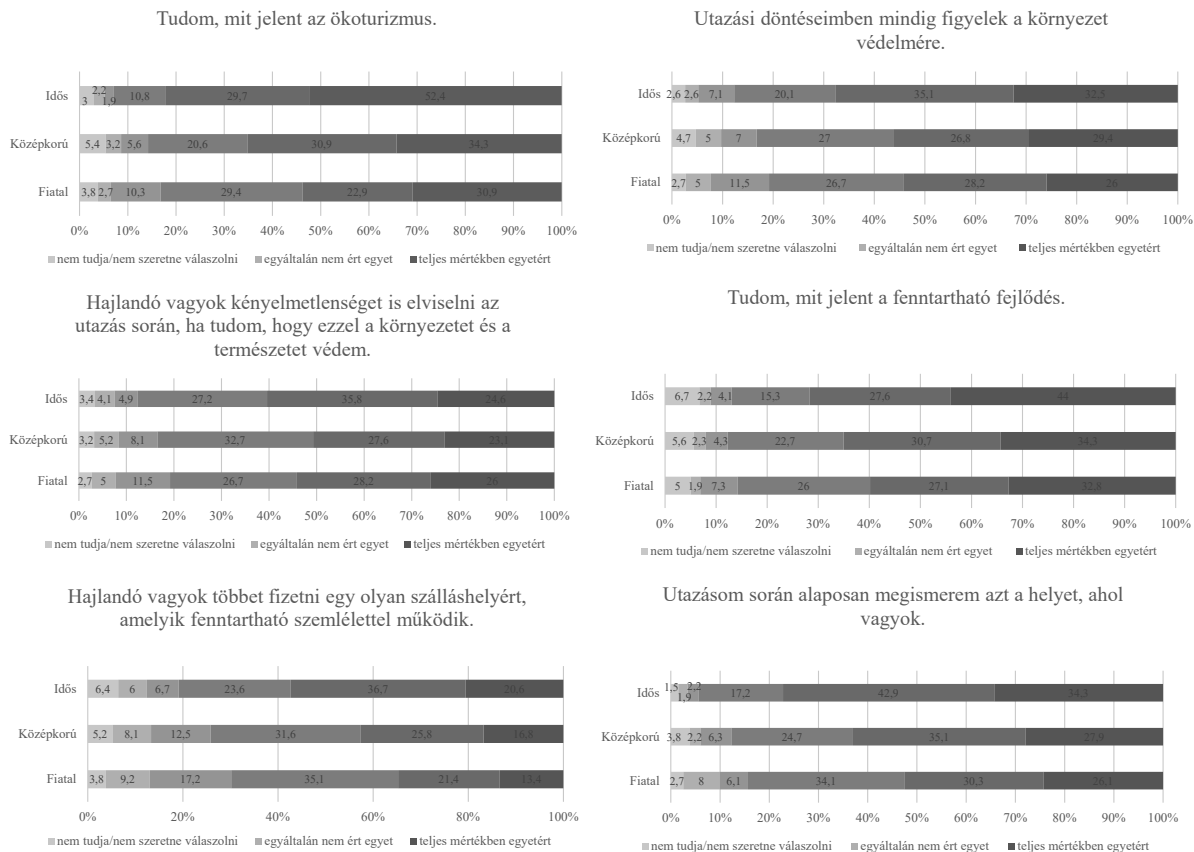 Tudom, mit jelent az ökoturizmus.
Idős
3
2,2
1,9
10,8
29,7
52,4
Középkorú
5,4
3,2
5,6
20,6
30,9
34,3
Fiatal
3,8
2,7
10,3
29,4
22,9
30,9
0% 10% 20% 30% 40% 50% 60% 70% 80% 90% 100%
nem tudja/nem szeretne válaszolni egyáltalán nem ért egyet teljes mértékben egyetért
Utazási döntéseimben mindig figyelek a környezet
védelmére.
Idős
2,6
2,6
7,1
20,1
35,1
32,5
Középkorú
4,7
5
7
27
26,8
29,4
Fiatal
2,7
5
11,5
26,7
28,2
26
0% 10% 20% 30% 40% 50% 60% 70% 80% 90% 100%
nem tudja/nem szeretne válaszolni egyáltalán nem ért egyet teljes mértékben egyetért
Hajlandó vagyok kényelmetlenséget is elviselni az
utazás során, ha tudom, hogy ezzel a környezetet és a
természetet védem.
Idős
3,4
4,1
4,9
27,2
35,8
24,6
Középkorú
3,2
5,2
8,1
32,7
27,6
23,1
Fiatal
2,7
5
11,5
26,7
28,2
26
0% 10% 20% 30% 40% 50% 60% 70% 80% 90% 100%
nem tudja/nem szeretne válaszolni egyáltalán nem ért egyet teljes mértékben egyetért
Tudom, mit jelent a fenntartható fejlődés.
Idős
6,7
2,2
4,1
15,3
27,6
44
Középkorú
5,6
2,3
4,3
22,7
30,7
34,3
Fiatal
5
1,9
7,3
26
27,1
32,8
0% 10% 20% 30% 40% 50% 60% 70% 80% 90% 100%
nem tudja/nem szeretne válaszolni egyáltalán nem ért egyet teljes mértékben egyetért
Hajlandó vagyok többet fizetni egy olyan szálláshelyért,
amelyik fenntartható szemlélettel működik.
Idős
6,4
6
6,7
23,6
36,7
20,6
Középkorú
5,2
8,1
12,5
31,6
25,8
16,8
Fiatal
3,8
9,2
17,2
35,1
21,4
13,4
0% 20% 40% 60% 80% 100%
nem tudja/nem szeretne válaszolni egyáltalán nem ért egyet teljes mértékben egyetért
Utazásom során alaposan megismerem azt a helyet, ahol
vagyok.
Idős
1,5
1,9
2,2
17,2
42,9
34,3
Középkorú
3,8
2,2
6,3
24,7
35,1
27,9
Fiatal
2,7
8
6,1
34,1
30,3
26,1
0% 10% 20% 30% 40% 50% 60% 70% 80% 90% 100%
nem tudja/nem szeretne válaszolni egyáltalán nem ért egyet teljes mértékben egyetért